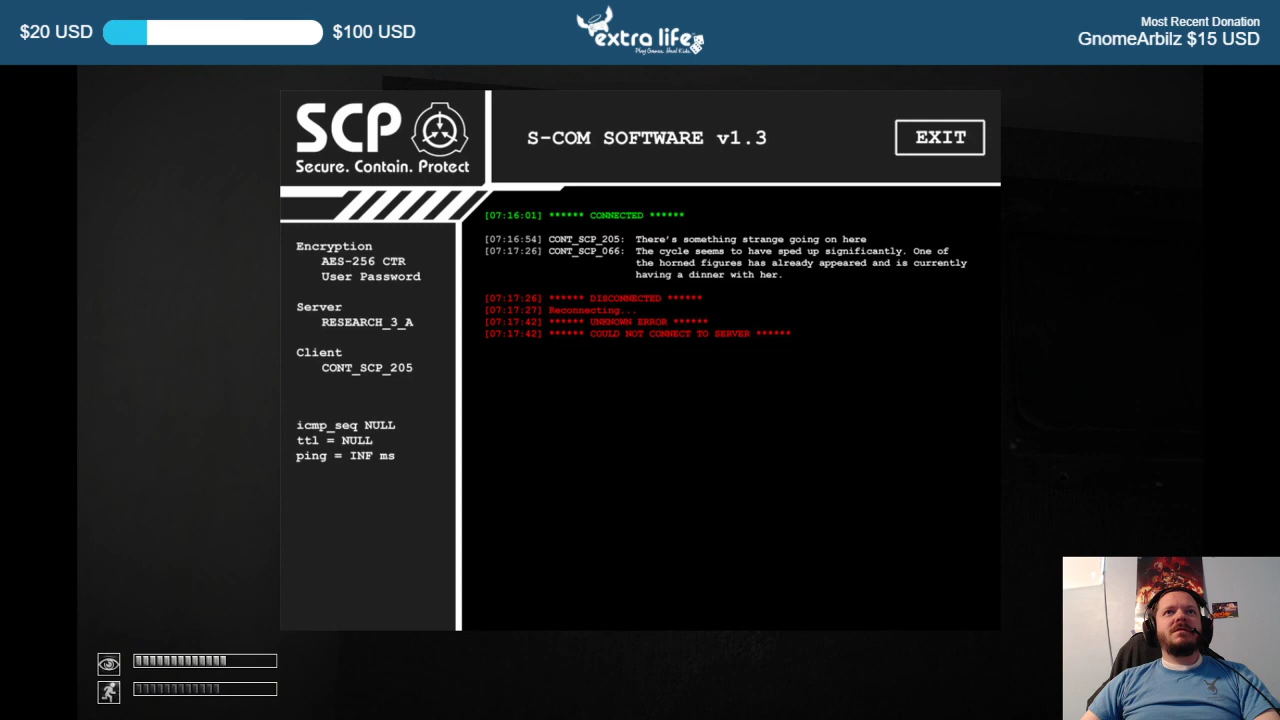 $20 USD
$100 USD
extra life
Play Games. Heal Kids.
Most Recent Donation
GnomeArbilz $15 USD
SCP
Secure. Contain. Protect
S-COM SOFTWARE v1.3
EXIT
Encryption
AES-256 CTR
User Password
Server
RESEARCH_3_A
Client
CONT_SCP_205
icmp_seq NULL
ttl = NULL
ping = INF ms
[07:16:01] ****** CONNECTED ******
[07:16:54] CONT_SCP_205: There's something strange going on here
[07:17:26] CONT_SCP_066: The cycle seems to have sped up significantly. One of
the horned figures has already appeared and is currently
having a dinner with her.
[07:17:26] ****** DISCONNECTED ******
[07:17:27] Reconnecting...
[07:17:42] ****** UNKNOWN ERROR ******
[07:17:42] ****** COULD NOT CONNECT TO SERVER ******